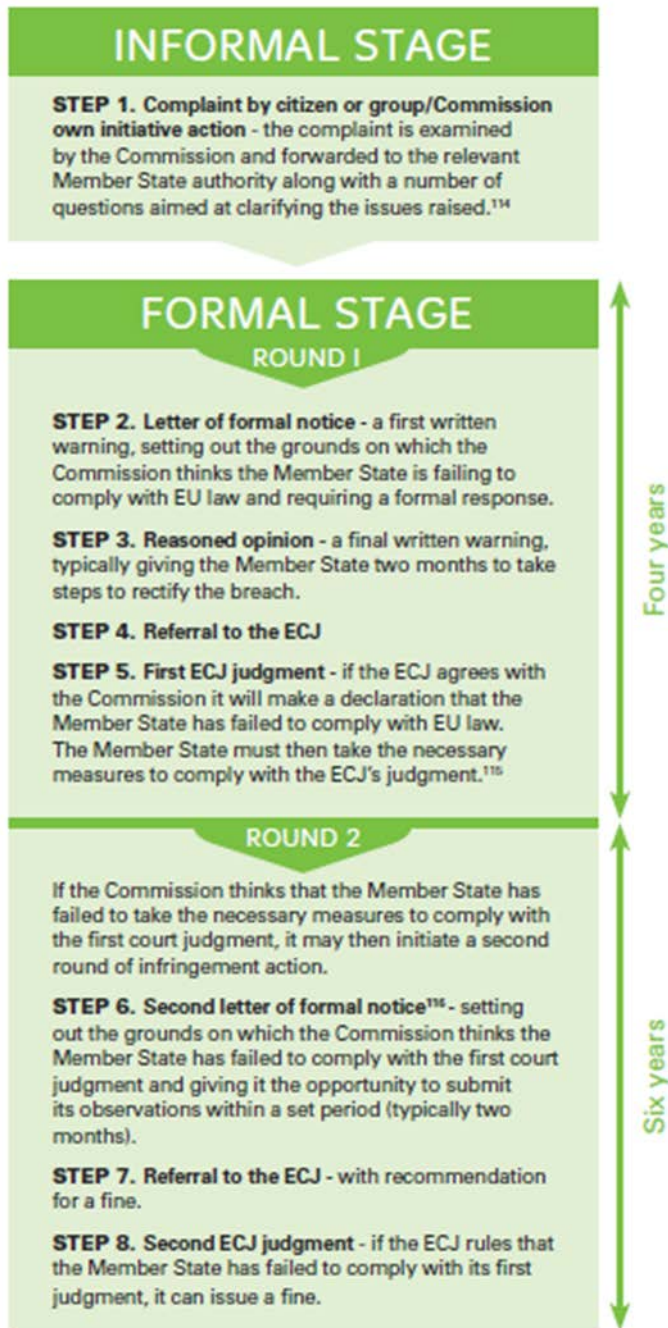 INFORMAL STAGE
STEP 1. Complaint by citizen or group/Commission
own initiative action - the complaint is examined
by the Commission and forwarded to the relevant
Member State authority along with a number of
questions aimed at clarifying the issues raised.¹¹⁴
FORMAL STAGE
ROUND I
STEP 2. Letter of formal notice - a first written
warning, setting out the grounds on which the
Commission thinks the Member State is failing to
comply with EU law and requiring a formal response.
STEP 3. Reasoned opinion - a final written warning,
typically giving the Member State two months to take
steps to rectify the breach.
STEP 4. Referral to the ECJ
STEP 5. First ECJ judgment - if the ECJ agrees with
the Commission it will make a declaration that the
Member State has failed to comply with EU law.
The Member State must then take the necessary
measures to comply with the ECJ's judgment.¹¹⁵
Four years
ROUND 2
If the Commission thinks that the Member State has
failed to take the necessary measures to comply with
the first court judgment, it may then initiate a second
round of infringement action.
STEP 6. Second letter of formal notice¹¹⁶ - setting
out the grounds on which the Commission thinks the
Member State has failed to comply with the first court
judgment and giving it the opportunity to submit
its observations within a set period (typically two
months).
STEP 7. Referral to the ECJ - with recommendation
for a fine.
STEP 8. Second ECJ judgment - if the ECJ rules that
the Member State has failed to comply with its first
judgment, it can issue a fine.
Six years